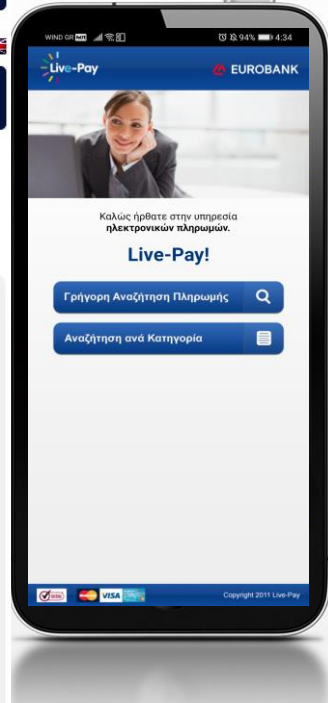 WIND GR
94% 4:34
Live-Pay
EUROBANK
Καλώς ήρθατε στην υπηρεσία
ηλεκτρονικών πληρωμών.
Live-Pay!
Γρήγορη Αναζήτηση Πληρωμής
Αναζήτηση ανά Κατηγορία
VISA
Copyright 2011 Live-Pay